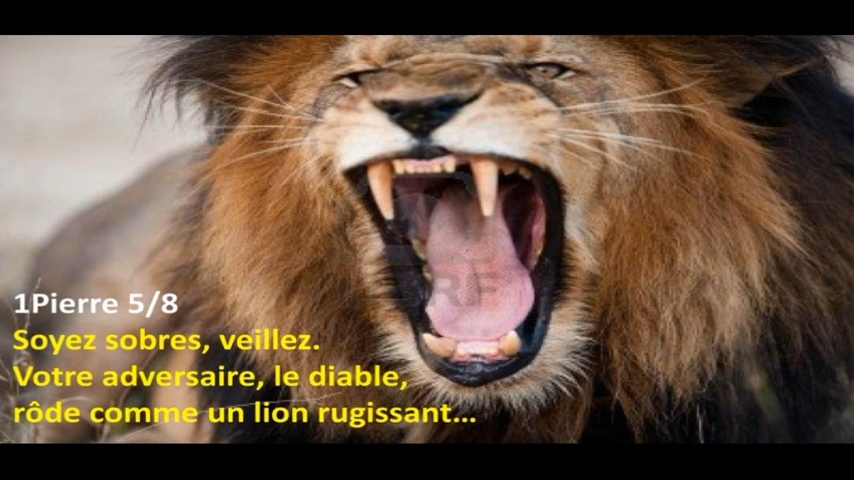 1Pierre 5/8
Soyez sobres, veillez.
Votre adversaire, le diable,
rôde comme un lion rugissant...